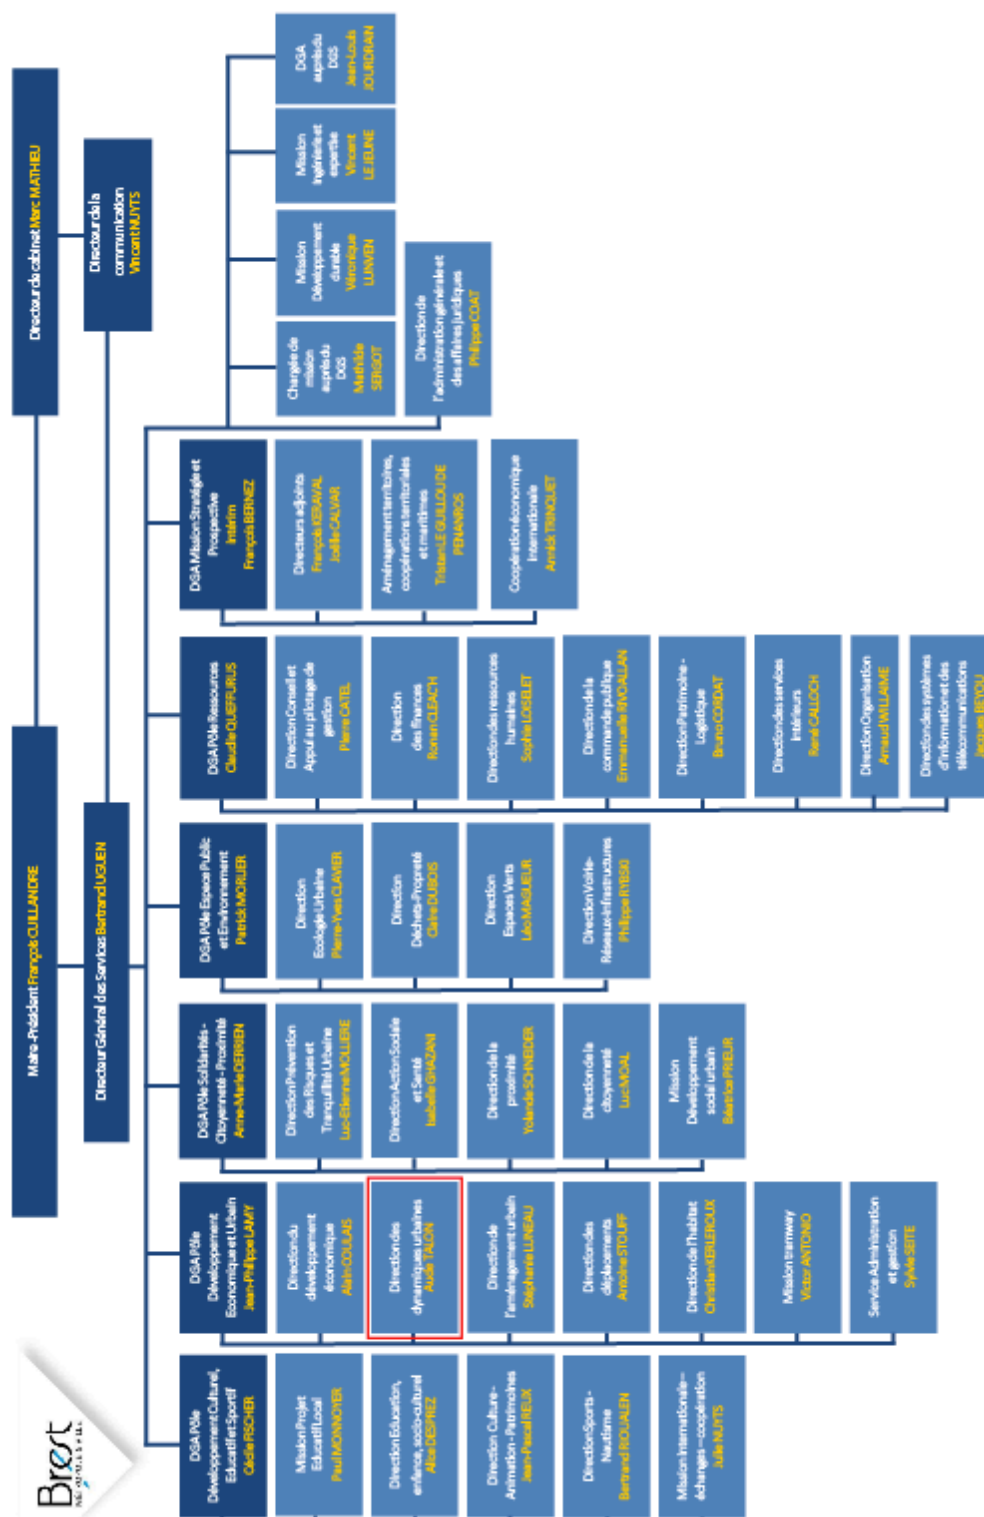 Brest
MÉTROPOLE & VILLE
Maire-Président François CUILLANDRE
Directeur de cabinet Marc MATHIEU
Directeur Général des Services Bertrand UGUEN
Directeur de la
communication
Vincent NUYTS
DGA Pôle
Développement Culturel,
Educatif et Sportif
Cécile FISCHER
Mission Projet
Educatif Local
Paul MONNOYER
Direction Education,
enfance, socio-culturel
Alice DESPREZ
Direction Culture -
Animation - Patrimoines
Jean-Pascal REUX
Direction Sports -
Nautisme
Bertrand RIOUALEN
Mission Internationale –
échanges – coopération
Julie NUYTS
DGA Pôle
Développement
Economique et Urbain
Jean-Philippe LAMY
Direction du
développement
économique
Alain COULAIS
Direction des
dynamiques urbaines
Aude TALON
Direction de
l'aménagement urbain
Stéphanie LUNEAU
Direction des
déplacements
Antoine STOUFF
Direction de l'habitat
Christian KERLEROUX
Mission tramway
Victor ANTONIO
Service Administration
et gestion
Sylvie SEITE
DGA Pôle Solidarités -
Citoyenneté - Proximité
Anne-Marie DERRIEN
Direction Prévention
des Risques et
Tranquillité Urbaine
Luc-Etienne MOLLIERE
Direction Action Sociale
et Santé
Isabelle GHAZANI
Direction de la
proximité
Yolande SCHNEIDER
Direction de la
citoyenneté
Luc MOAL
Mission
Développement
social urbain
Béatrice PRIELIR
DGA Pôle Espace Public
et Environnement
Patrick MORLIER
Direction
Ecologie Urbaine
Pierre-Yves CLAVIER
Direction
Déchets-Propreté
Claire DUBOIS
Direction
Espaces Verts
Léo MAGUEUR
Direction Voirie-
Réseaux-Infrastructures
Philippe RYBSKI
DGA Pôle Ressources
Claudie QUEFFURUS
Direction Conseil et
Appui au pilotage de
gestion
Pierre CATEL
Direction
des finances
Ronan CLEACH
Direction des ressources
humaines
Sophie LOISELET
Direction de la
commande publique
Emmanuelle RIVOALLAN
Direction Patrimoine -
Logistique
Bruno CORDAT
Direction des services
intérieurs
René CALLOCH
Direction Organisation
Arnaud WILLAIME
Direction des systèmes
d'information et des
télécommunications
Jacques BEYOU
DGA Mission Stratégie et
Prospective
Intérim
François BERNEZ
Directeurs adjoints
François KERAVAL
Joëlle CALVAR
Aménagement territoires,
coopérations territoriales
et maritimes
Tristan LE GUILLOU DE
PENANROS
Coopération économique
internationale
Annick TRINQUET
Chargée de
mission
auprès du
DGS
Mathilde
SERGOT
Mission
Développement
durable
Véronique
LUNVEN
Mission
Ingénierie et
expertise
Vincent
LEJEUNE
DGA
auprès du
DGS
Jean-Louis
JOURDRAIN
Direction de
l'administration générale et
des affaires juridiques
Philippe COAT